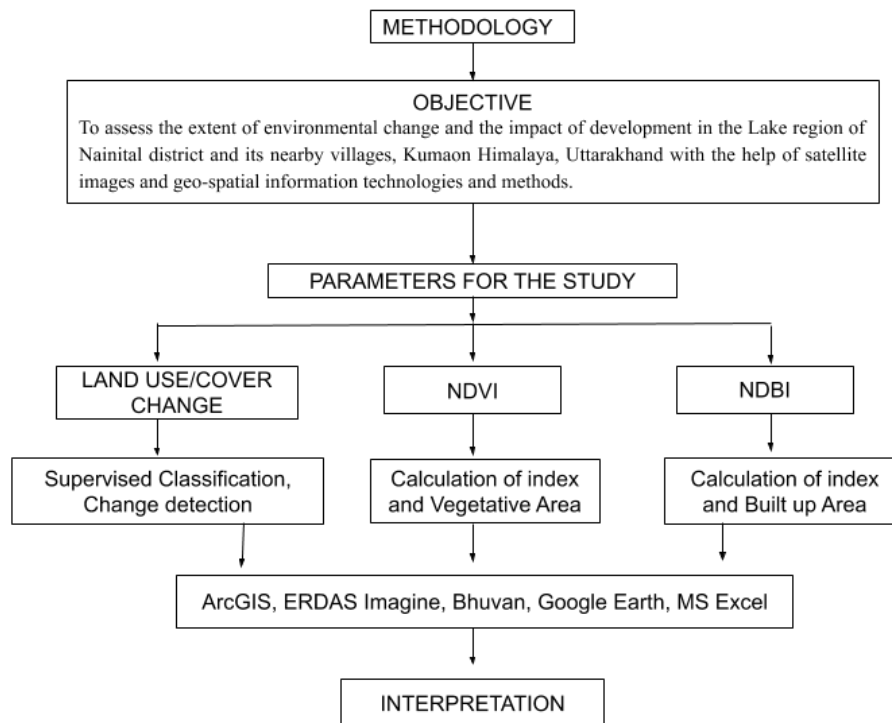 METHODOLOGY
OBJECTIVE
To assess the extent of environmental change and the impact of development in the Lake region of
Nainital district and its nearby villages, Kumaon Himalaya, Uttarakhand with the help of satellite
images and geo-spatial information technologies and methods.
PARAMETERS FOR THE STUDY
LAND USE/COVER
CHANGE
NDVI
NDBI
Supervised Classification,
Change detection
Calculation of index
and Vegetative Area
Calculation of index
and Built up Area
ArcGIS, ERDAS Imagine, Bhuvan, Google Earth, MS Excel
INTERPRETATION